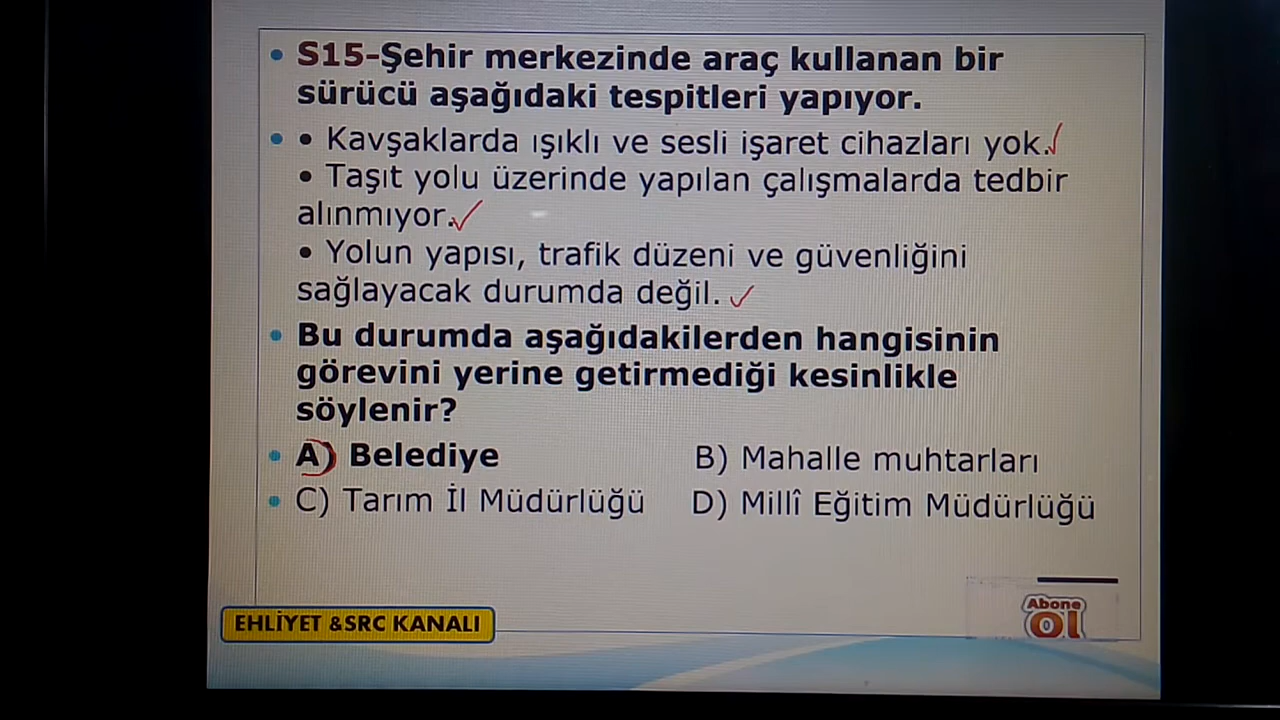 • S15-Şehir merkezinde araç kullanan bir
sürücü aşağıdaki tespitleri yapıyor.
• • Kavşaklarda ışıklı ve sesli işaret cihazları yok.
• Taşıt yolu üzerinde yapılan çalışmalarda tedbir
alınmıyor.
• Yolun yapısı, trafik düzeni ve güvenliğini
sağlayacak durumda değil.
• Bu durumda aşağıdakilerden hangisinin
görevini yerine getirmediği kesinlikle
söylenir?
• A) Belediye B) Mahalle muhtarları
• C) Tarım İl Müdürlüğü D) Millî Eğitim Müdürlüğü
EHLİYET &SRC KANALI
Abone
Ol